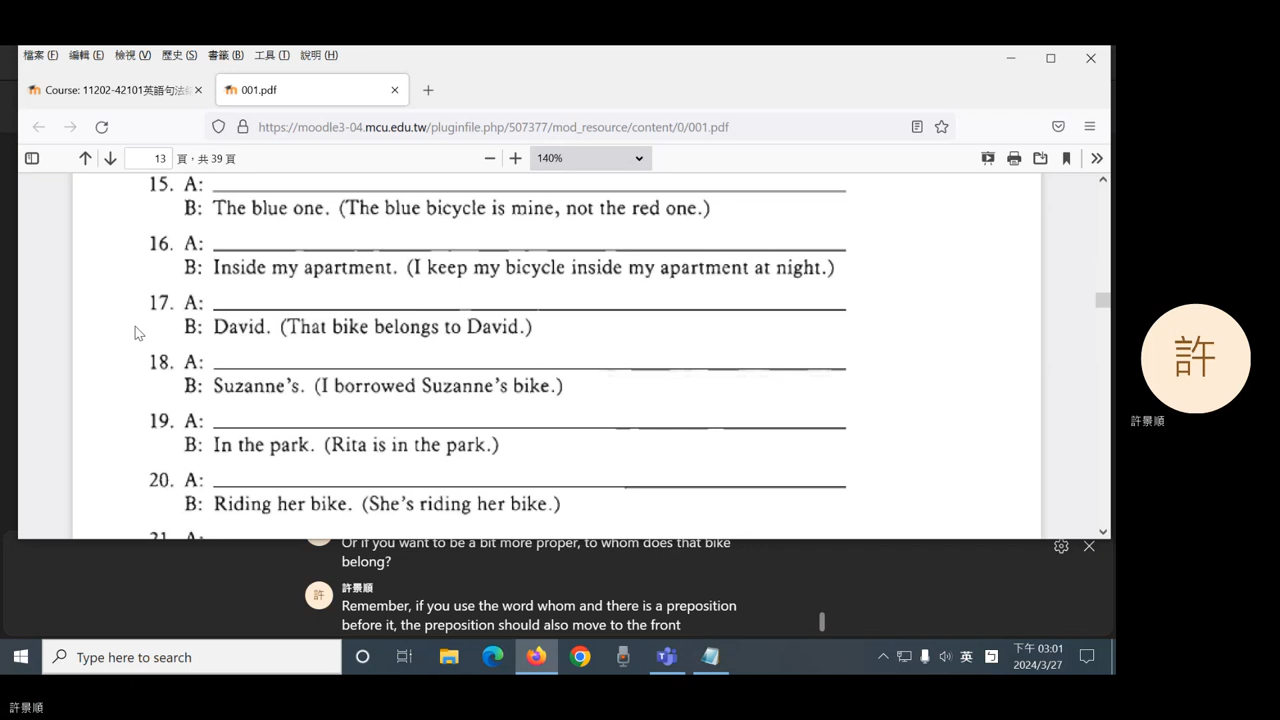 檔案(F) 編輯(E) 檢視(V) 歷史(S) 書籤(B) 工具(T) 說明(H)
Course: 11202-42101英語句法
001.pdf
https://moodle3-04.mcu.edu.tw/pluginfile.php/507377/mod_resource/content/0/001.pdf
13 頁,共 39 頁
140%
15. A:
B: The blue one. (The blue bicycle is mine, not the red one.)
16. A:
B: Inside my apartment. (I keep my bicycle inside my apartment at night.)
17. A:
B: David. (That bike belongs to David.)
18. A:
B: Suzanne's. (I borrowed Suzanne's bike.)
19. A:
B: In the park. (Rita is in the park.)
20. A:
B: Riding her bike. (She's riding her bike.)
21. A:
Or if you want to be a bit more proper, to whom does that bike
belong?
許 許景順
Remember, if you use the word whom and there is a preposition
before it, the preposition should also move to the front
許
許景順
Type here to search
英
下午 03:01
2024/3/27
許景順